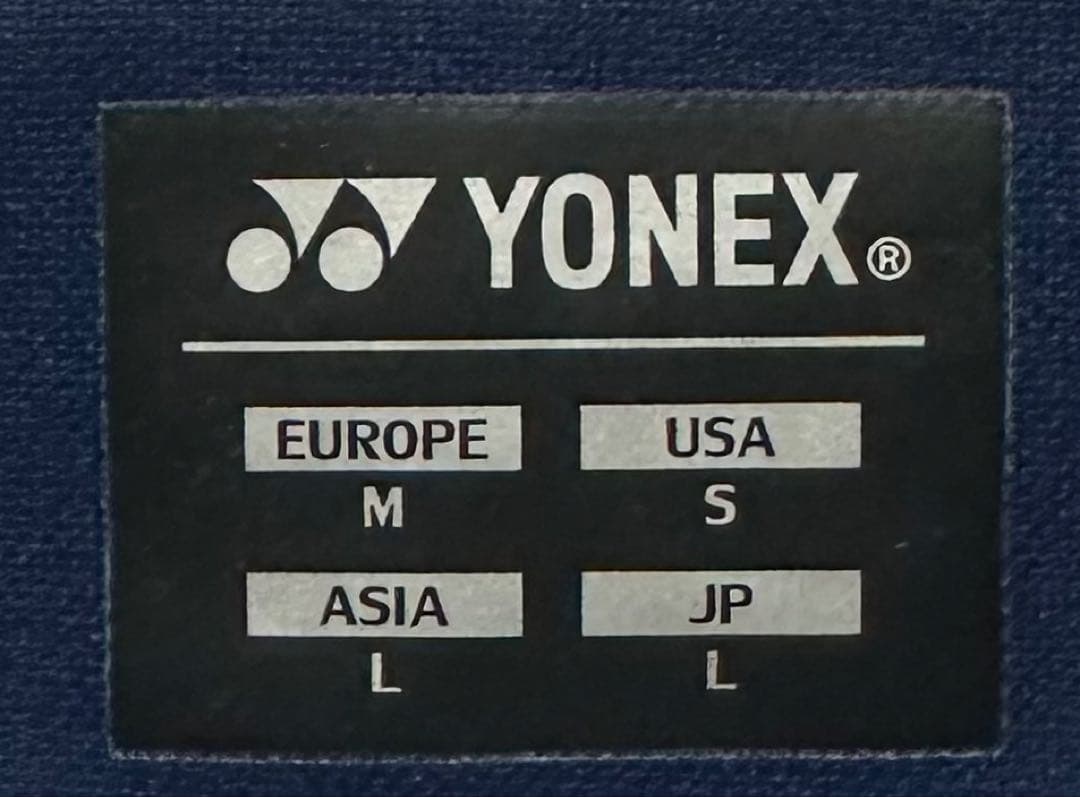 YONEX®
EUROPE USA
M S
ASIA JP
L L